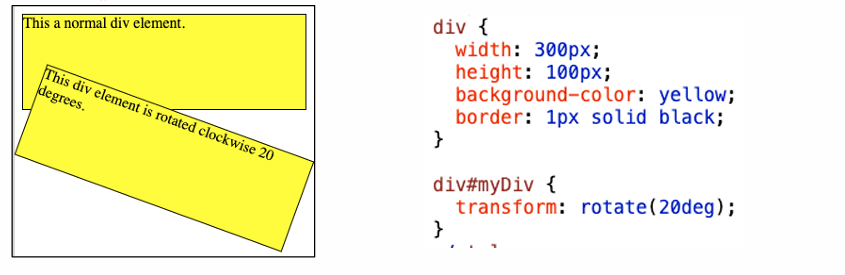 This a normal div element.
This div element is rotated clockwise 20
degrees.
div {
  width: 300px;
  height: 100px;
  background-color: yellow;
  border: 1px solid black;
}
div#myDiv {
  transform: rotate(20deg);
}